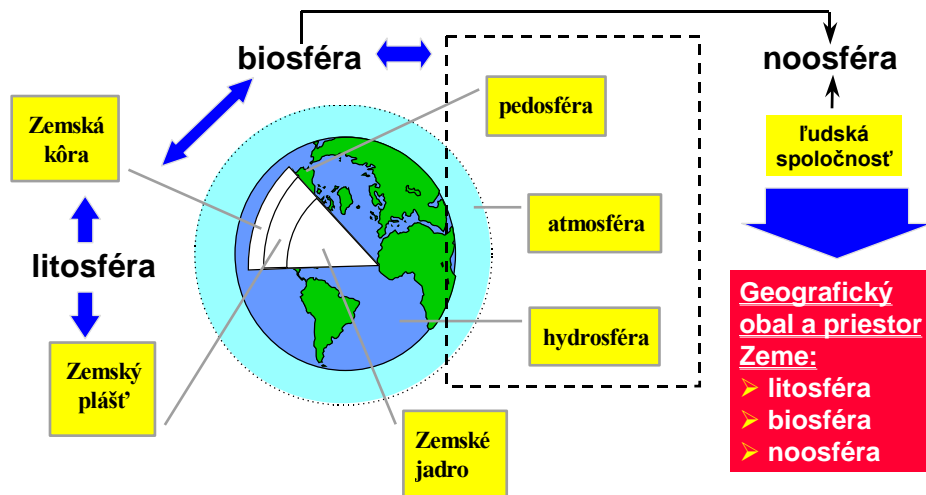 biosféra
noosféra
Zemská
kôra
pedosféra
ľudská
spoločnosť
atmosféra
litosféra
hydrosféra
Zemský
plášť
Zemské
jadro
Geografický
obal a priestor
Zeme:
➢ litosféra
➢ biosféra
➢ noosféra